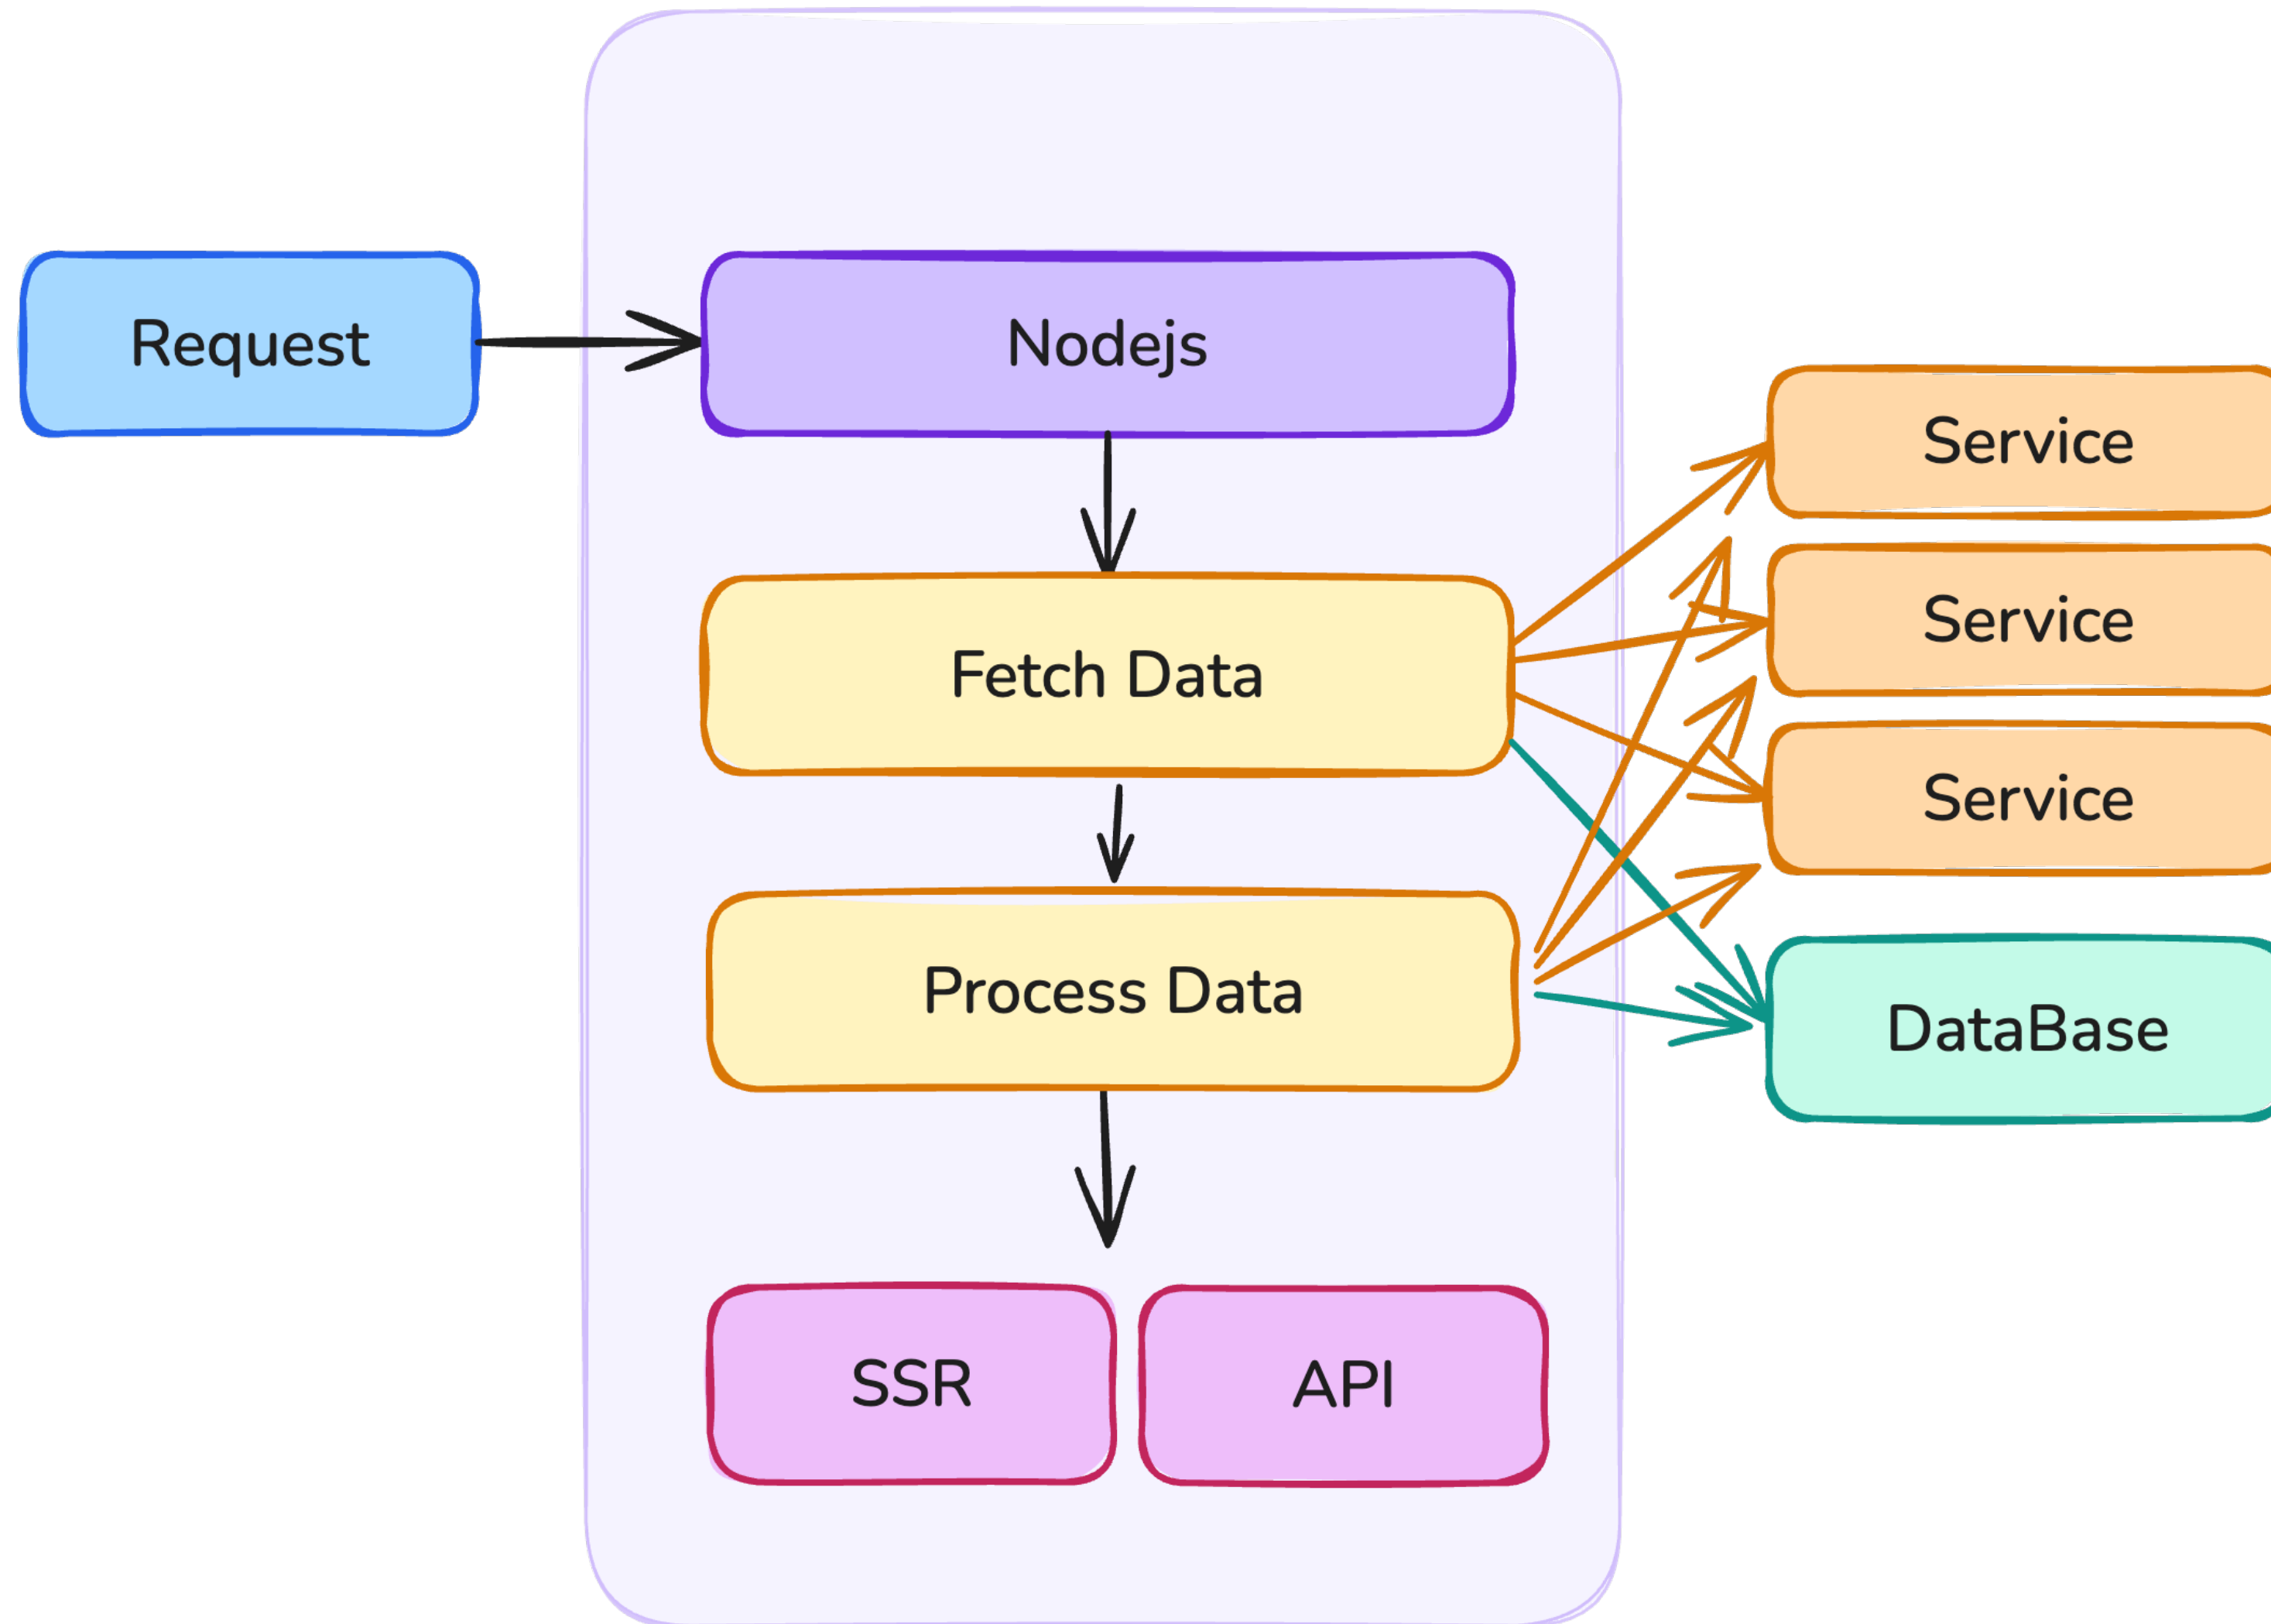 Request
Nodejs
Service
Service
Fetch Data
Service
Process Data
DataBase
SSR
API